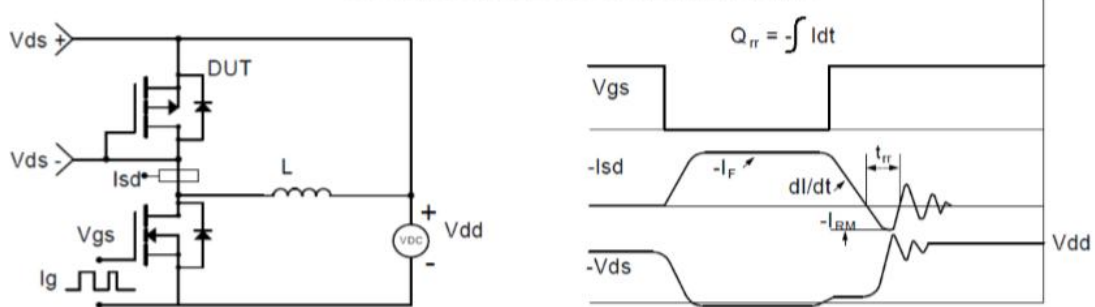 Vds +
DUT
Vds -
Isd
L
Vgs
Ig
+
VDC
-
Vdd
Qrr = -∫ Idt
Vgs
-Isd
-IF
dI/dt
trr
-IRM
Vdd
-Vds